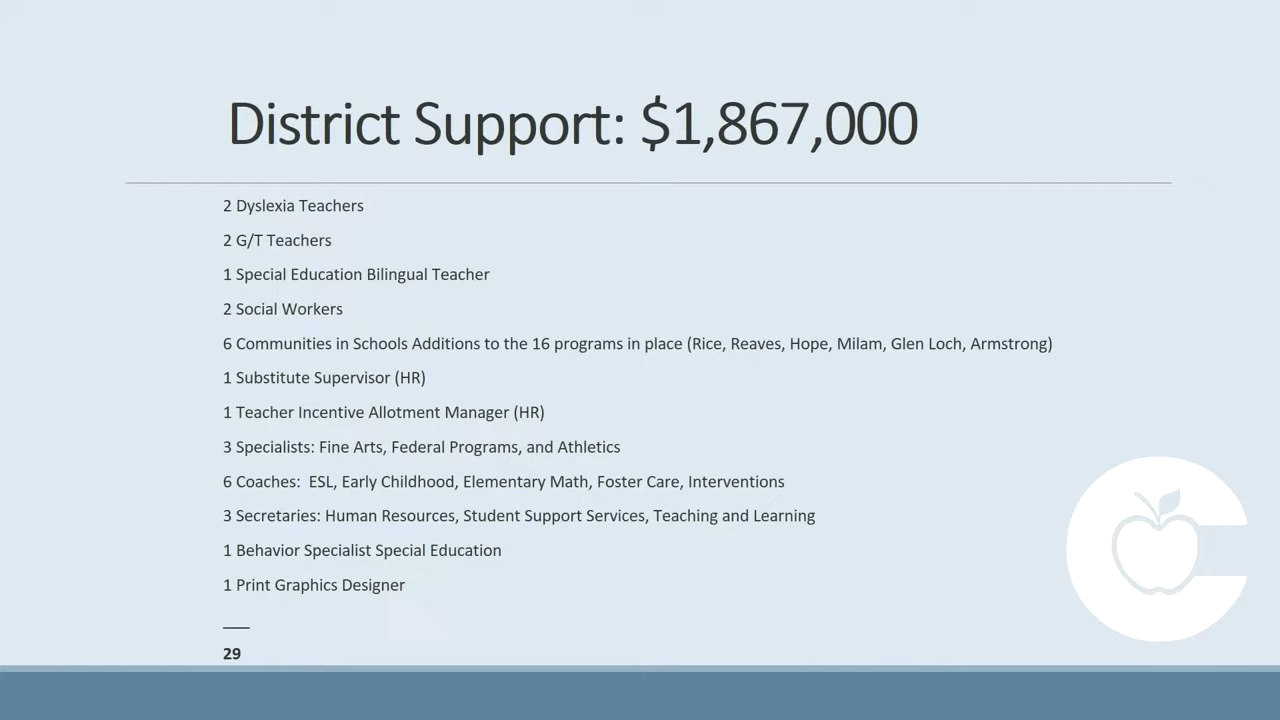 District Support: $1,867,000
2 Dyslexia Teachers
2 G/T Teachers
1 Special Education Bilingual Teacher
2 Social Workers
6 Communities in Schools Additions to the 16 programs in place (Rice, Reaves, Hope, Milam, Glen Loch, Armstrong)
1 Substitute Supervisor (HR)
1 Teacher Incentive Allotment Manager (HR)
3 Specialists: Fine Arts, Federal Programs, and Athletics
6 Coaches:  ESL, Early Childhood, Elementary Math, Foster Care, Interventions
3 Secretaries: Human Resources, Student Support Services, Teaching and Learning
1 Behavior Specialist Special Education
1 Print Graphics Designer
29